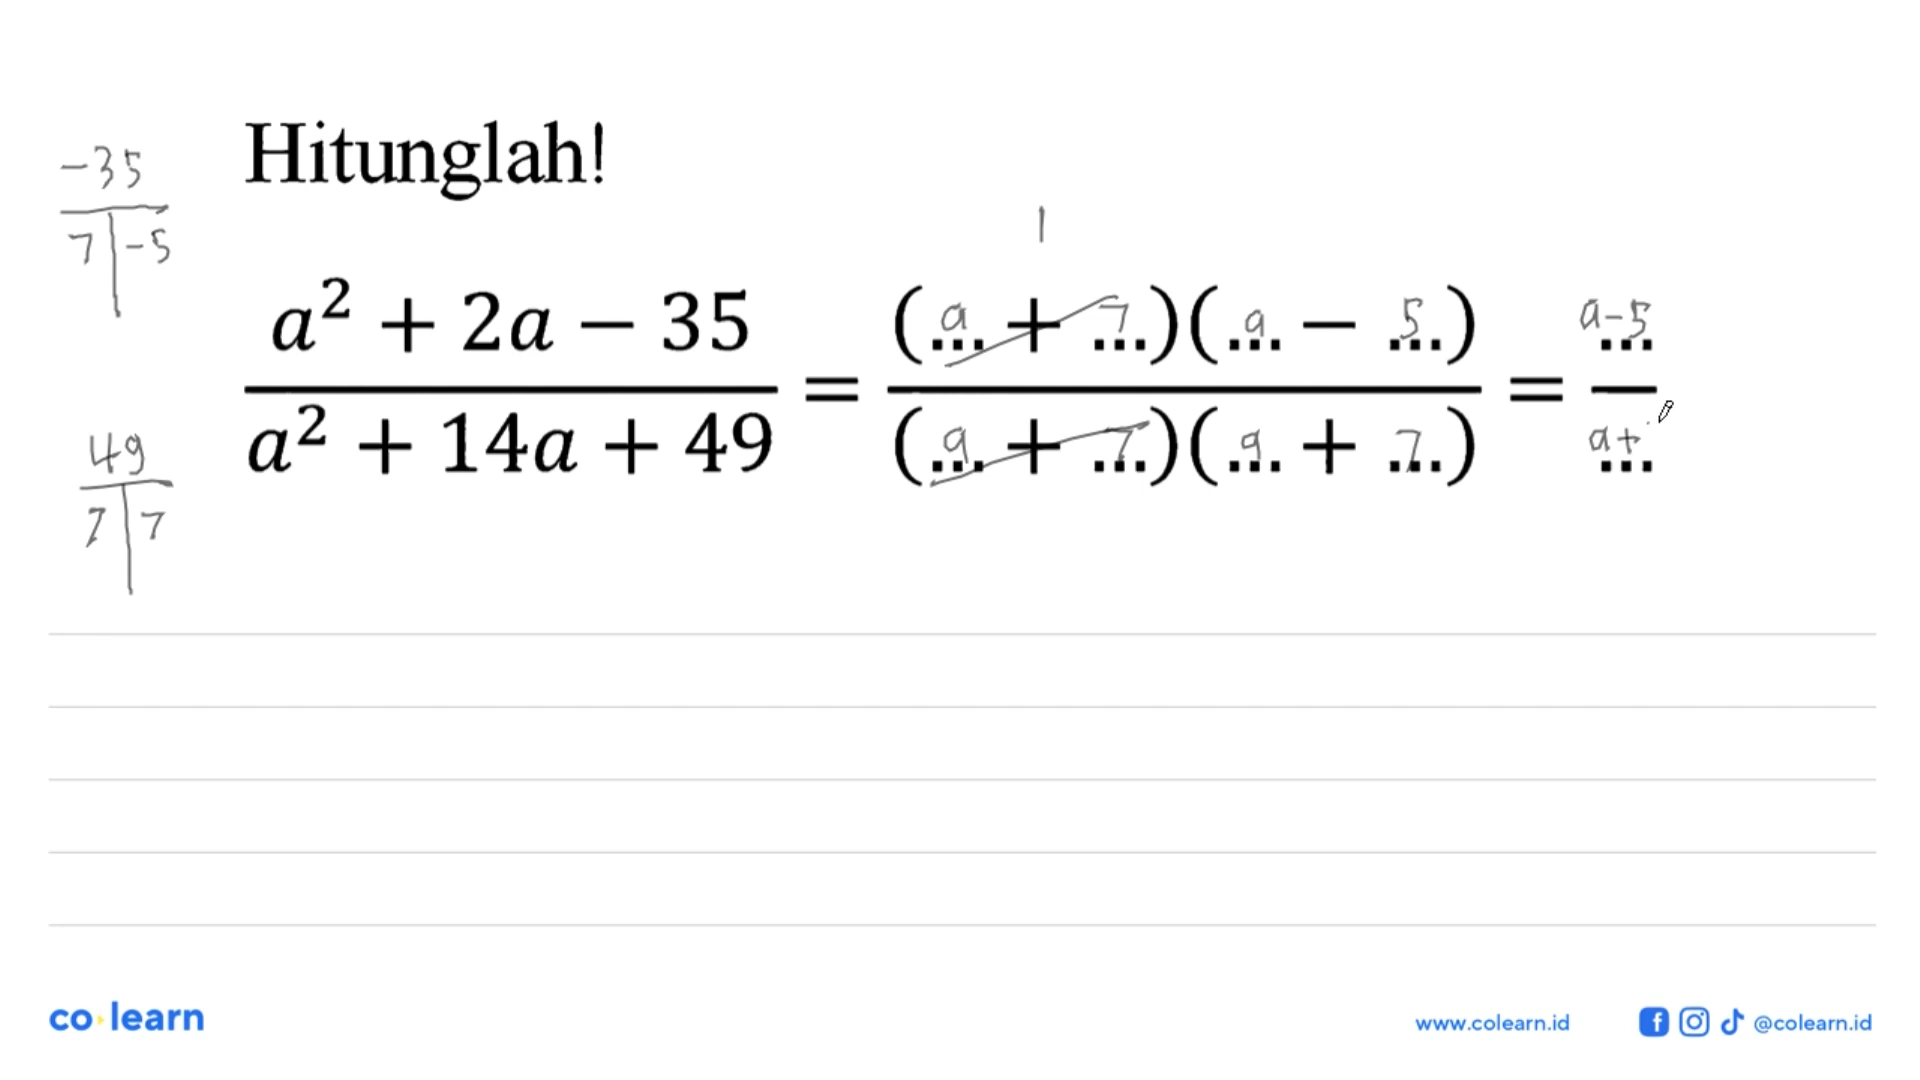 Hitunglah!
-35
7 | -5
1
a² + 2a - 35 / a² + 14a + 49 = (a... + 7...)(a... - 5...) / (a... + 7...)(a... + 7...) = a-5... / a+...
49
7 | 7
co learn
www.colearn.id
@colearn.id